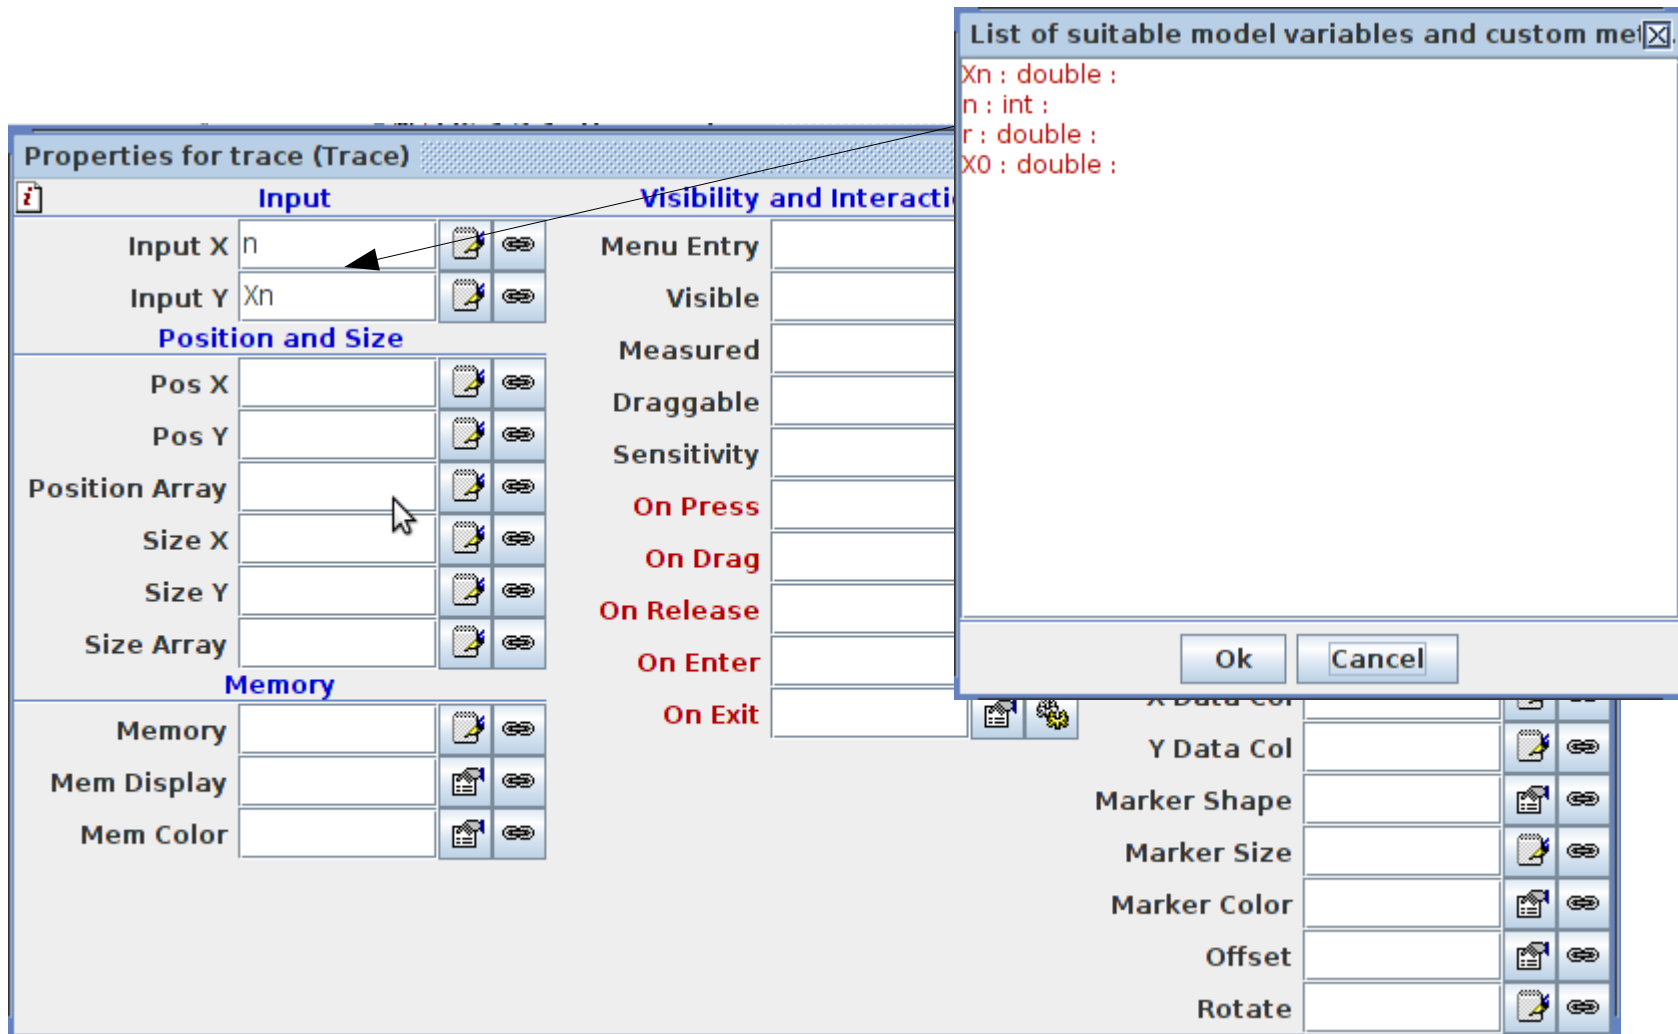 List of suitable model variables and custom met
Xn : double :
n : int :
r : double :
X0 : double :
Ok
Cancel
Properties for trace (Trace)
Input
Input X n
Input Y Xn
Position and Size
Pos X
Pos Y
Position Array
Size X
Size Y
Size Array
Memory
Memory
Mem Display
Mem Color
Visibility and Interacti
Menu Entry
Visible
Measured
Draggable
Sensitivity
On Press
On Drag
On Release
On Enter
On Exit
X Data Col
Y Data Col
Marker Shape
Marker Size
Marker Color
Offset
Rotate